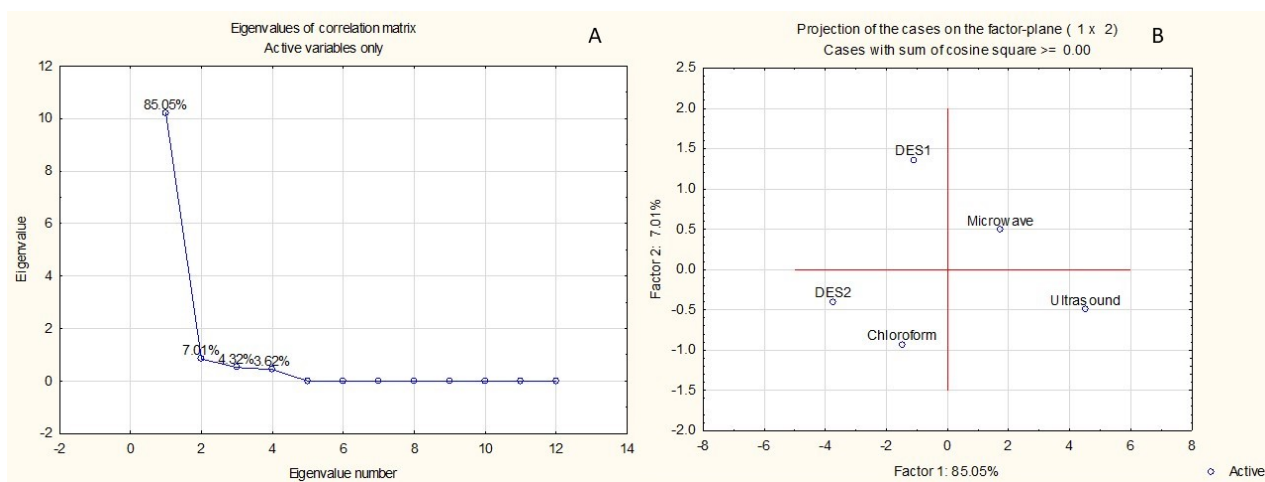 Eigenvalues of correlation matrix
Active variables only
A
12
10
8
6
4
2
0
-2
Eigenvalue
85.05%
7.01%
4.32%
3.62%
-2
0
2
4
6
8
10
12
14
Eigenvalue number
Projection of the cases on the factor-plane ( 1 x 2)
Cases with sum of cosine square >= 0.00
B
2.5
2.0
1.5
1.0
0.5
0.0
-0.5
-1.0
-1.5
-2.0
Factor 2: 7.01%
DES1
Microwave
DES2
Ultrasound
Chloroform
-8
-6
-4
-2
0
2
4
6
8
Factor 1: 85.05%
Active